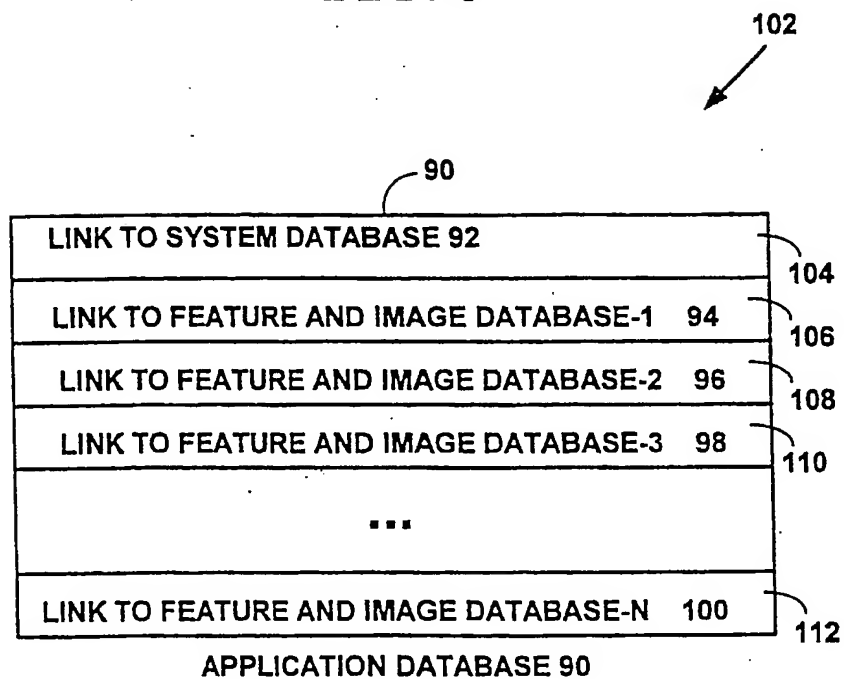 102
90
LINK TO SYSTEM DATABASE 92
104
LINK TO FEATURE AND IMAGE DATABASE-1 94
106
LINK TO FEATURE AND IMAGE DATABASE-2 96
108
LINK TO FEATURE AND IMAGE DATABASE-3 98
110
...
LINK TO FEATURE AND IMAGE DATABASE-N 100
112
APPLICATION DATABASE 90